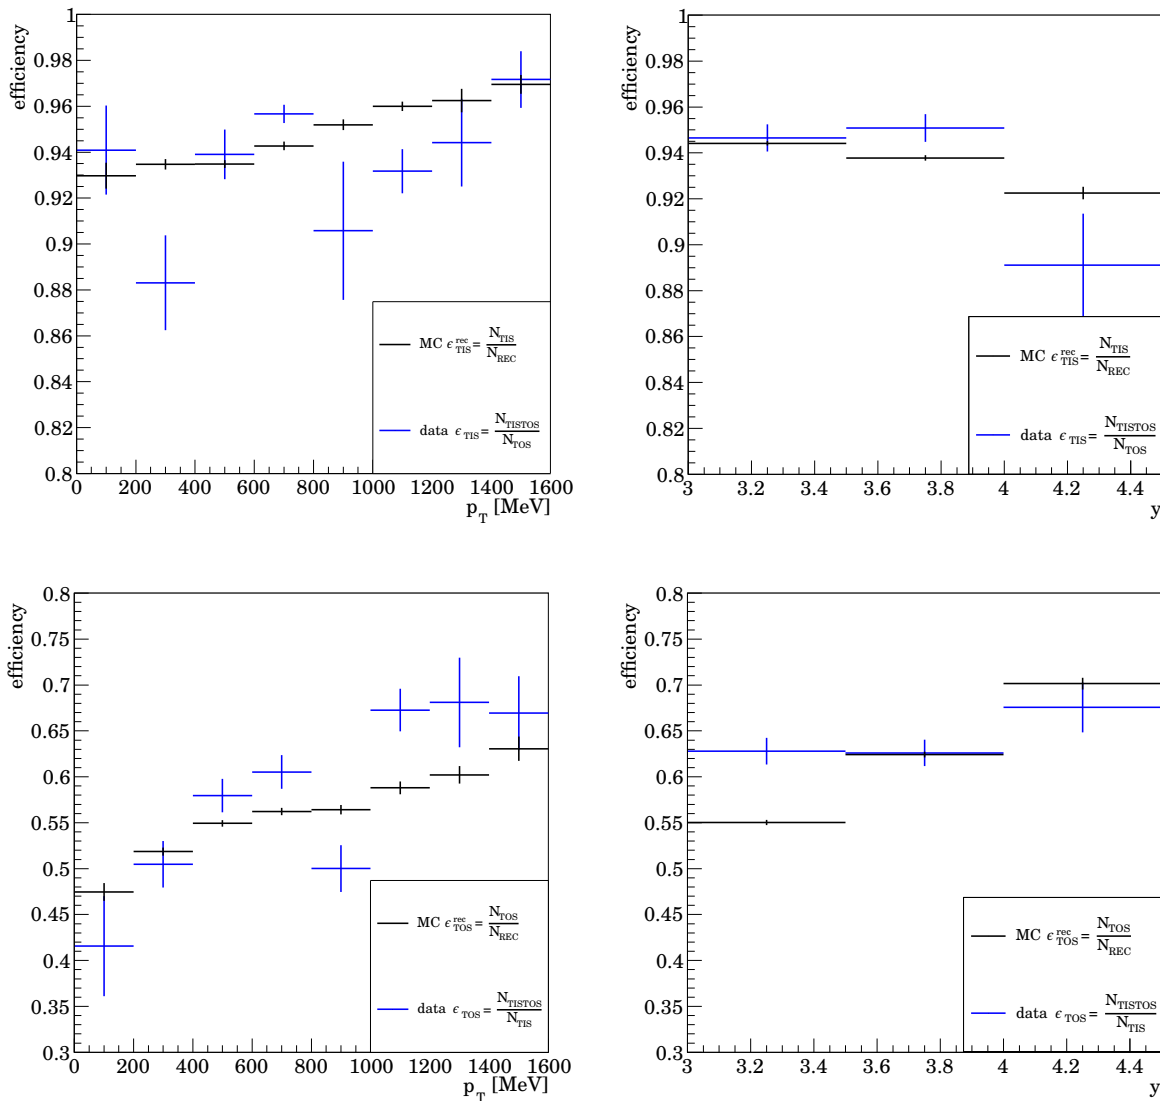 efficiency
1
0.98
0.96
0.94
0.92
0.9
0.88
0.86
0.84
0.82
0.8
0 200 400 600 800 1000 1200 1400 1600
p_T [MeV]
MC ϵ^rec_TIS = N_TIS / N_REC
data ϵ_TIS = N_TISTOS / N_TOS
efficiency
1
0.98
0.96
0.94
0.92
0.9
0.88
0.86
0.84
0.82
0.8
3 3.2 3.4 3.6 3.8 4 4.2 4.4
y
MC ϵ^rec_TIS = N_TIS / N_REC
data ϵ_TIS = N_TISTOS / N_TOS
efficiency
0.8
0.75
0.7
0.65
0.6
0.55
0.5
0.45
0.4
0.35
0.3
0 200 400 600 800 1000 1200 1400 1600
p_T [MeV]
MC ϵ^rec_TOS = N_TOS / N_REC
data ϵ_TOS = N_TISTOS / N_TIS
efficiency
0.8
0.75
0.7
0.65
0.6
0.55
0.5
0.45
0.4
0.35
0.3
3 3.2 3.4 3.6 3.8 4 4.2 4.4
y
MC ϵ^rec_TOS = N_TOS / N_REC
data ϵ_TOS = N_TISTOS / N_TIS